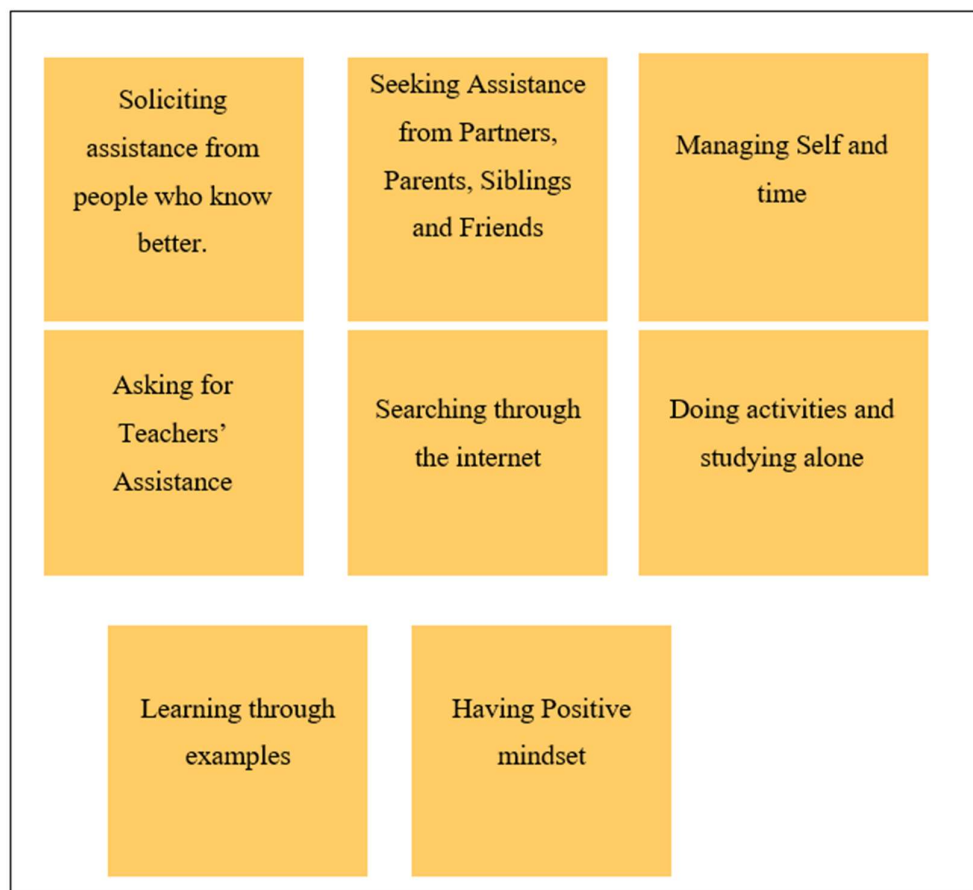 Soliciting
assistance from
people who know
better.
Seeking Assistance
from Partners,
Parents, Siblings
and Friends
Managing Self and
time
Asking for
Teachers’
Assistance
Searching through
the internet
Doing activities and
studying alone
Learning through
examples
Having Positive
mindset